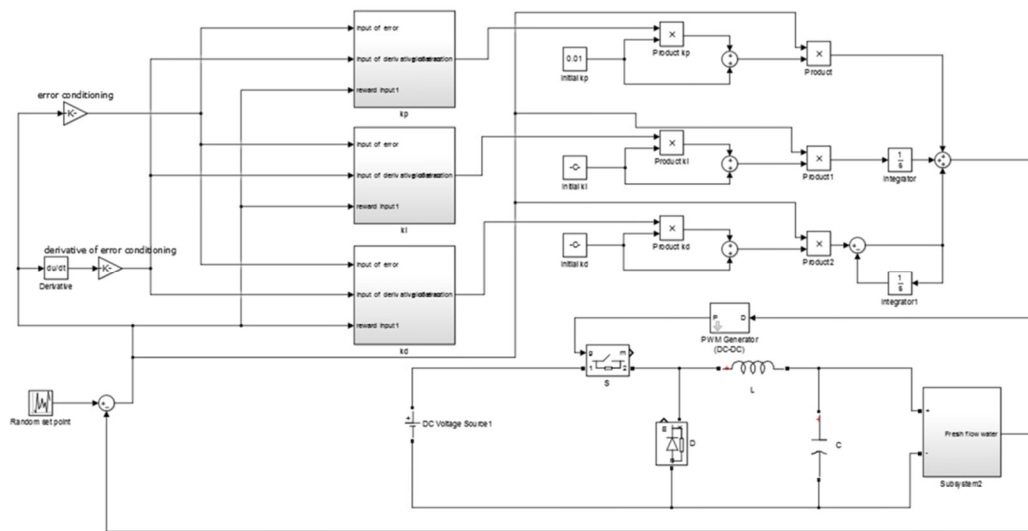 error conditioning
K-
derivative of error conditioning
du/dt
Derivative
K-
Random set point
+
-
Input of error
reward input1
kp
Input of error
reward input1
ki
Input of error
reward input1
kd
0.01
Initial kp
×
Product kp
+
+
×
Product
-C-
Initial ki
×
Product ki
+
+
×
Product1
1
s
Integrator
+
+
+
-C-
Initial kd
×
Product kd
+
+
×
Product2
+
-
1
s
Integrator1
P
D
PWM Generator
(DC-DC)
g
m
1
2
S
+
L
+
DC Voltage Source1
D
+
C
+
Fresh flow water
-
Subsystem2